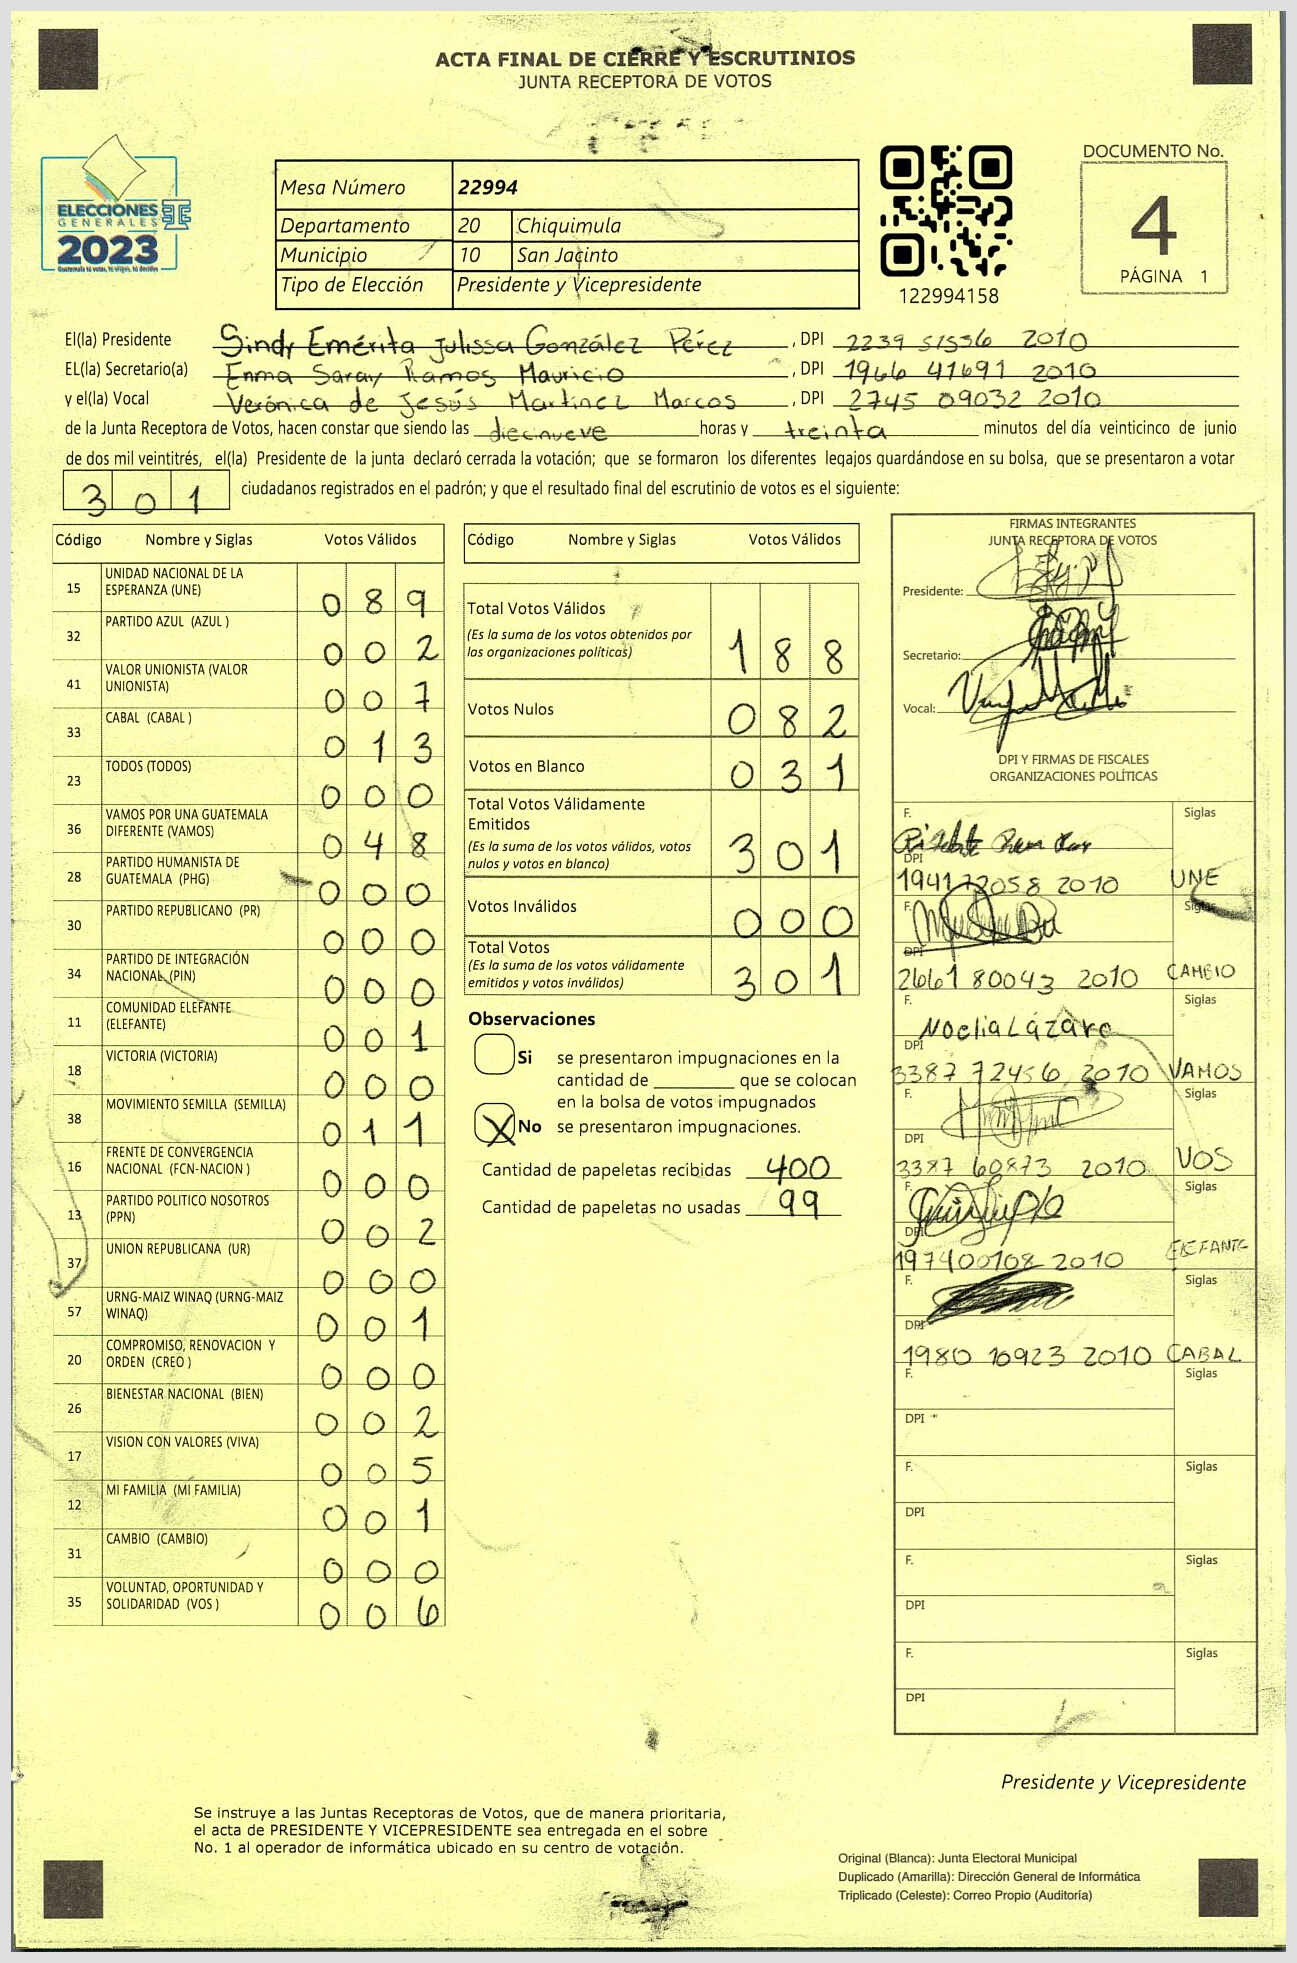 ACTA FINAL DE CIERRE Y ESCRUTINIOS
JUNTA RECEPTORA DE VOTOS
ELECCIONES
GENERALES
2023
Guatemala tú votas, tú eliges, tú decides
Mesa Número 22994
Departamento 20 Chiquimula
Municipio 10 San Jacinto
Tipo de Elección Presidente y Vicepresidente
122994158
DOCUMENTO No.
4
PÁGINA 1
El(la) Presidente Sindy Emérita Julissa González Pérez, DPI 2239 51556 2010
EL(la) Secretario(a) Enma Saray Ramos Mauricio, DPI 1966 41691 2010
y el(la) Vocal Verónica de Jesús Martínez Marcos, DPI 2745 09032 2010
de la Junta Receptora de Votos, hacen constar que siendo las diecinueve horas y treinta minutos del día veinticinco de junio
de dos mil veintitrés, el(la) Presidente de la junta declaró cerrada la votación; que se formaron los diferentes legajos guardándose en su bolsa, que se presentaron a votar
301 ciudadanos registrados en el padrón; y que el resultado final del escrutinio de votos es el siguiente:
Código Nombre y Siglas Votos Válidos
15 UNIDAD NACIONAL DE LA ESPERANZA (UNE) 089
32 PARTIDO AZUL (AZUL ) 002
41 VALOR UNIONISTA (VALOR UNIONISTA) 007
33 CABAL (CABAL ) 013
23 TODOS (TODOS) 000
36 VAMOS POR UNA GUATEMALA DIFERENTE (VAMOS) 048
28 PARTIDO HUMANISTA DE GUATEMALA (PHG) 000
30 PARTIDO REPUBLICANO (PR) 000
34 PARTIDO DE INTEGRACIÓN NACIONAL (PIN) 000
11 COMUNIDAD ELEFANTE (ELEFANTE) 001
18 VICTORIA (VICTORIA) 000
38 MOVIMIENTO SEMILLA (SEMILLA) 011
16 FRENTE DE CONVERGENCIA NACIONAL (FCN-NACION ) 000
13 PARTIDO POLITICO NOSOTROS (PPN) 002
37 UNION REPUBLICANA (UR) 000
57 URNG-MAIZ WINAQ (URNG-MAIZ WINAQ) 001
20 COMPROMISO, RENOVACION Y ORDEN (CREO ) 000
26 BIENESTAR NACIONAL (BIEN) 002
17 VISION CON VALORES (VIVA) 005
12 MI FAMILIA (MI FAMILIA) 001
31 CAMBIO (CAMBIO) 000
35 VOLUNTAD, OPORTUNIDAD Y SOLIDARIDAD (VOS ) 006
Código Nombre y Siglas Votos Válidos
Total Votos Válidos 188
(Es la suma de los votos obtenidos por
las organizaciones políticas)
Votos Nulos 082
Votos en Blanco 031
Total Votos Válidamente
Emitidos 301
(Es la suma de los votos válidos, votos
nulos y votos en blanco)
Votos Inválidos 000
Total Votos 301
(Es la suma de los votos válidamente
emitidos y votos inválidos)
Observaciones
Si se presentaron impugnaciones en la
cantidad de ________ que se colocan
en la bolsa de votos impugnados
X No se presentaron impugnaciones.
Cantidad de papeletas recibidas 400
Cantidad de papeletas no usadas 99
FIRMAS INTEGRANTES
JUNTA RECEPTORA DE VOTOS
Presidente:
Secretario:
Vocal:
DPI Y FIRMAS DE FISCALES
ORGANIZACIONES POLÍTICAS
F. Siglas
DPI
1941 72058 2010 UNE
F. Siglas
DPI
2661 80043 2010 CAMBIO
F. Siglas
Noelia Lázaro
DPI
3387 72456 2010 VAMOS
F. Siglas
DPI
3387 60873 2010 VOS
F. Siglas
DPI
1974 00108 2010 ELEFANTE
F. Siglas
DPI
1980 10923 2010 CABAL
F. Siglas
DPI
F. Siglas
DPI
F. Siglas
DPI
F. Siglas
DPI
Presidente y Vicepresidente
Se instruye a las Juntas Receptoras de Votos, que de manera prioritaria,
el acta de PRESIDENTE Y VICEPRESIDENTE sea entregada en el sobre
No. 1 al operador de informática ubicado en su centro de votación.
Original (Blanca): Junta Electoral Municipal
Duplicado (Amarilla): Dirección General de Informática
Triplicado (Celeste): Correo Propio (Auditoría)